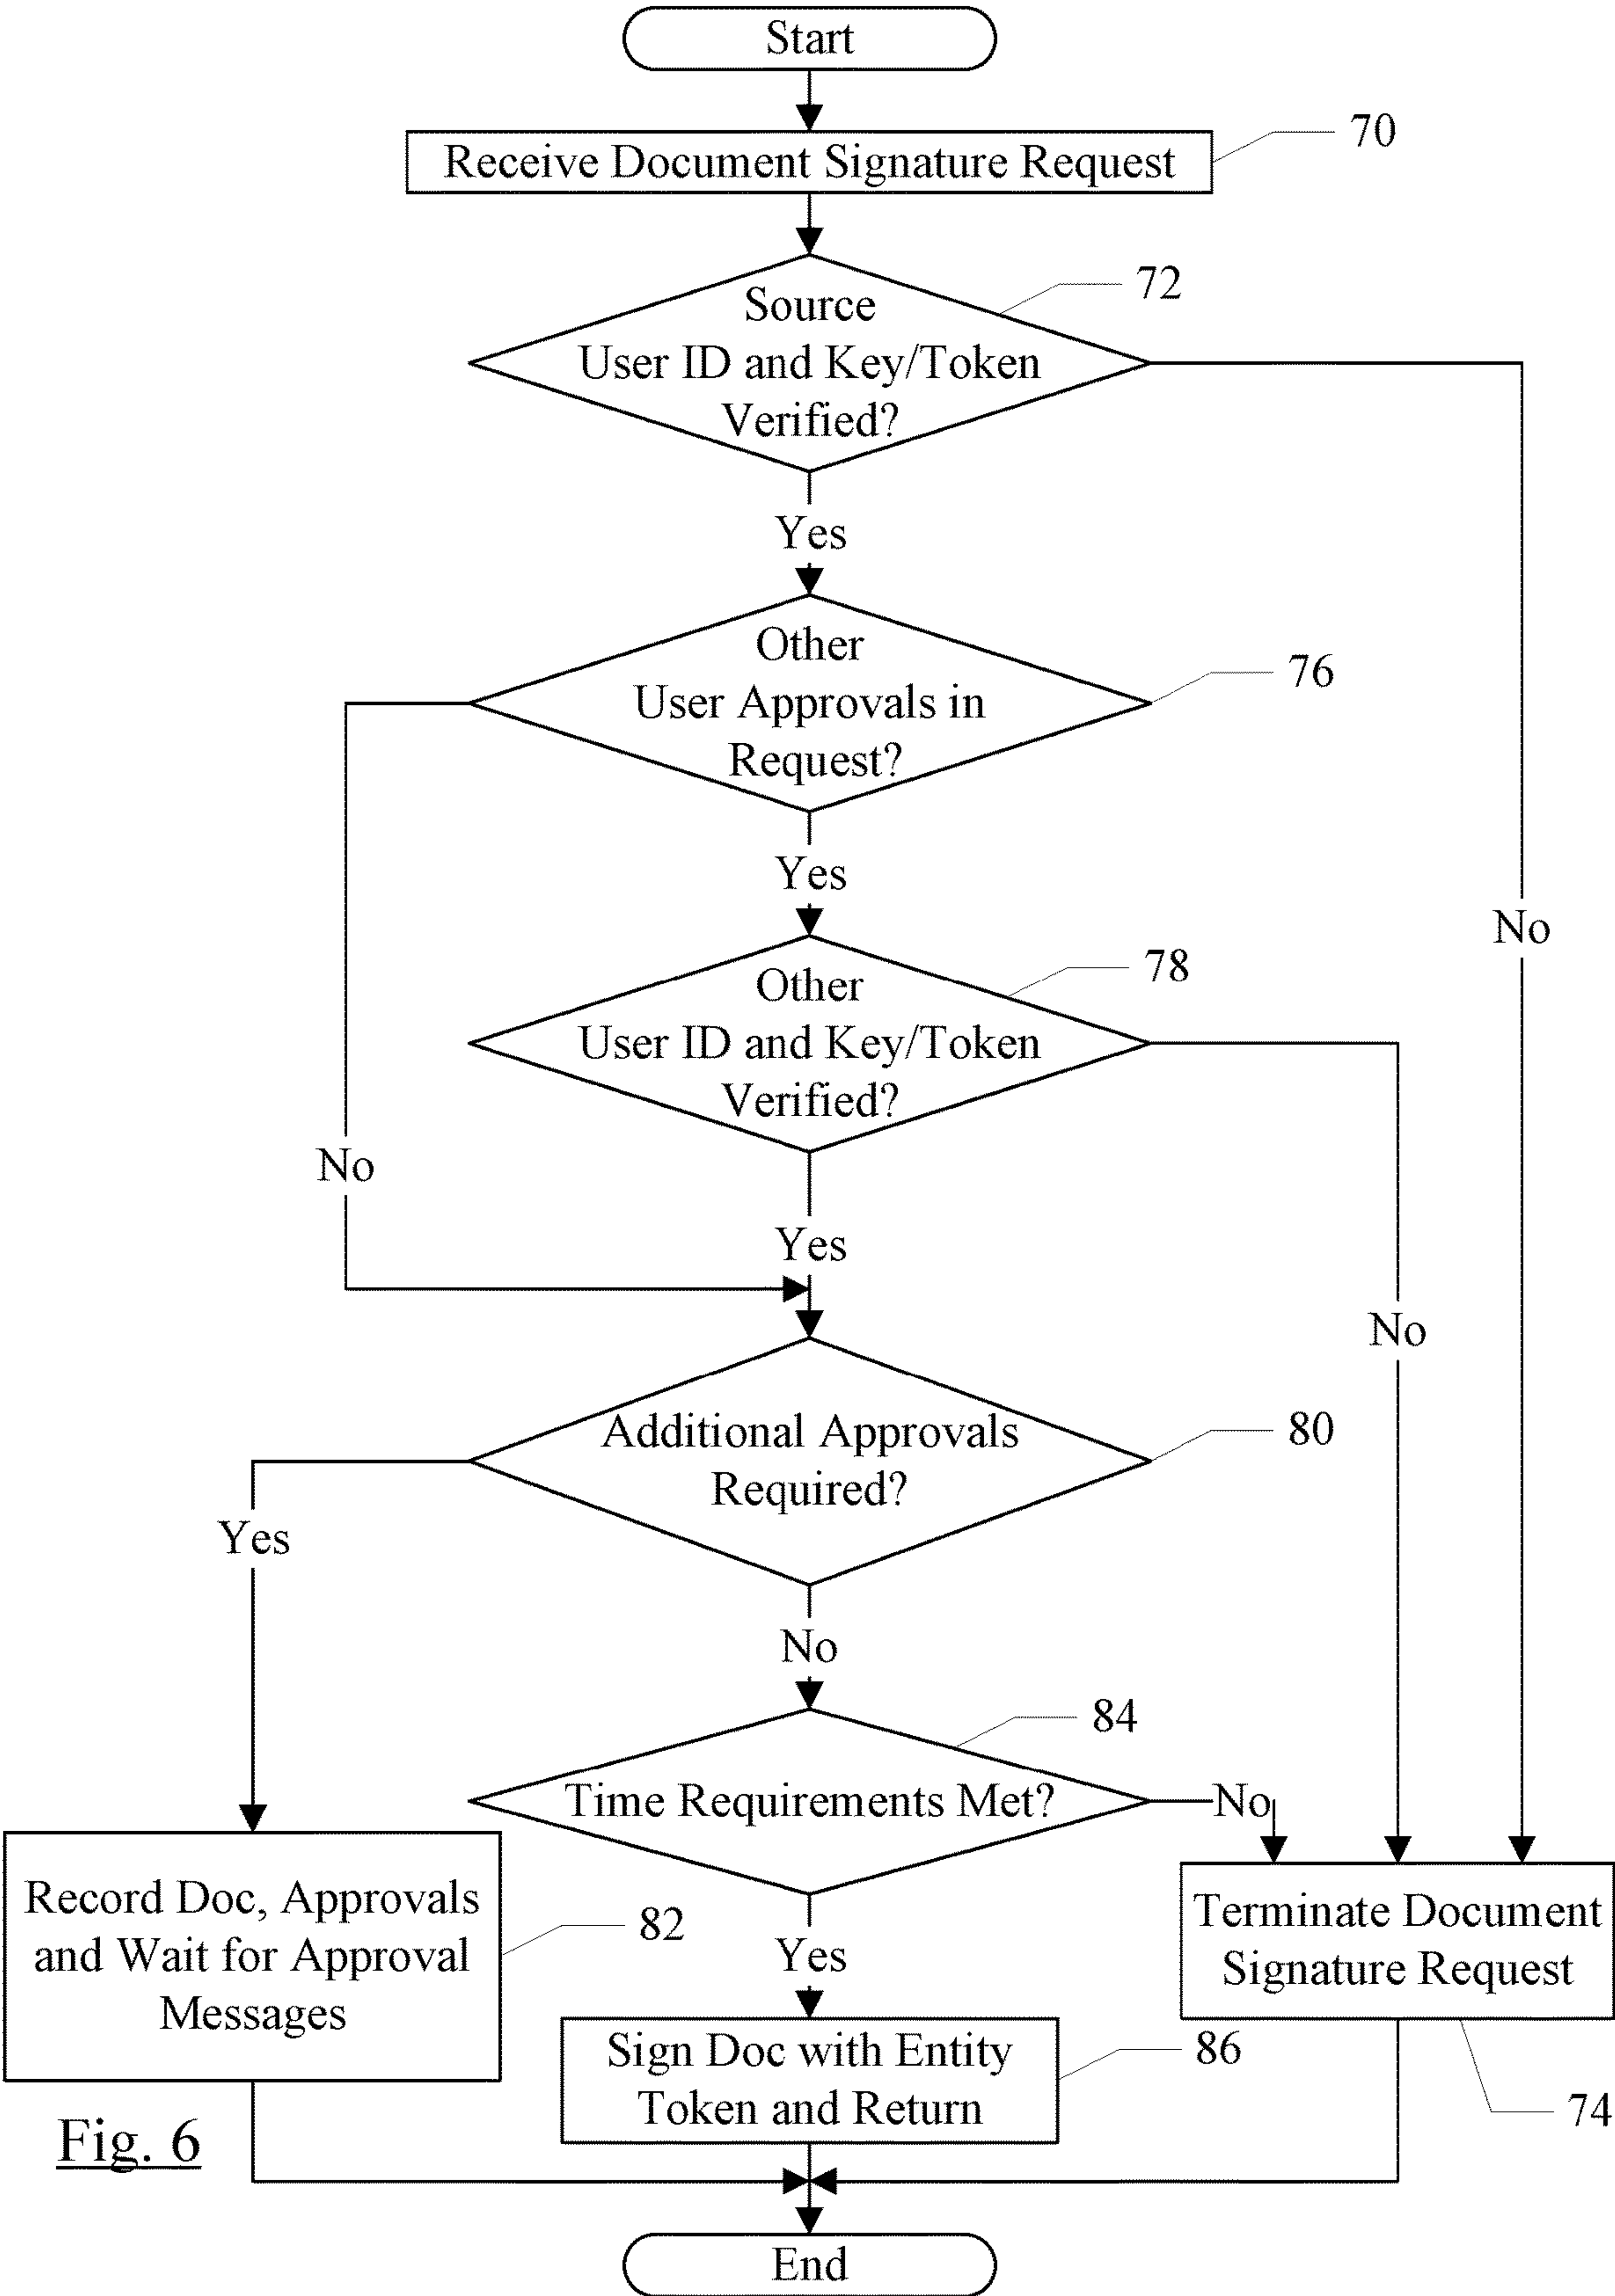 Start
Receive Document Signature Request
70
Source
User ID and Key/Token
Verified?
72
Yes
Other
User Approvals in
Request?
76
Yes
No
Other
User ID and Key/Token
Verified?
78
No
Yes
No
Additional Approvals
Required?
80
Yes
No
Time Requirements Met?
84
No
Record Doc, Approvals
and Wait for Approval
Messages
82
Yes
Terminate Document
Signature Request
74
Sign Doc with Entity
Token and Return
86
Fig. 6
End